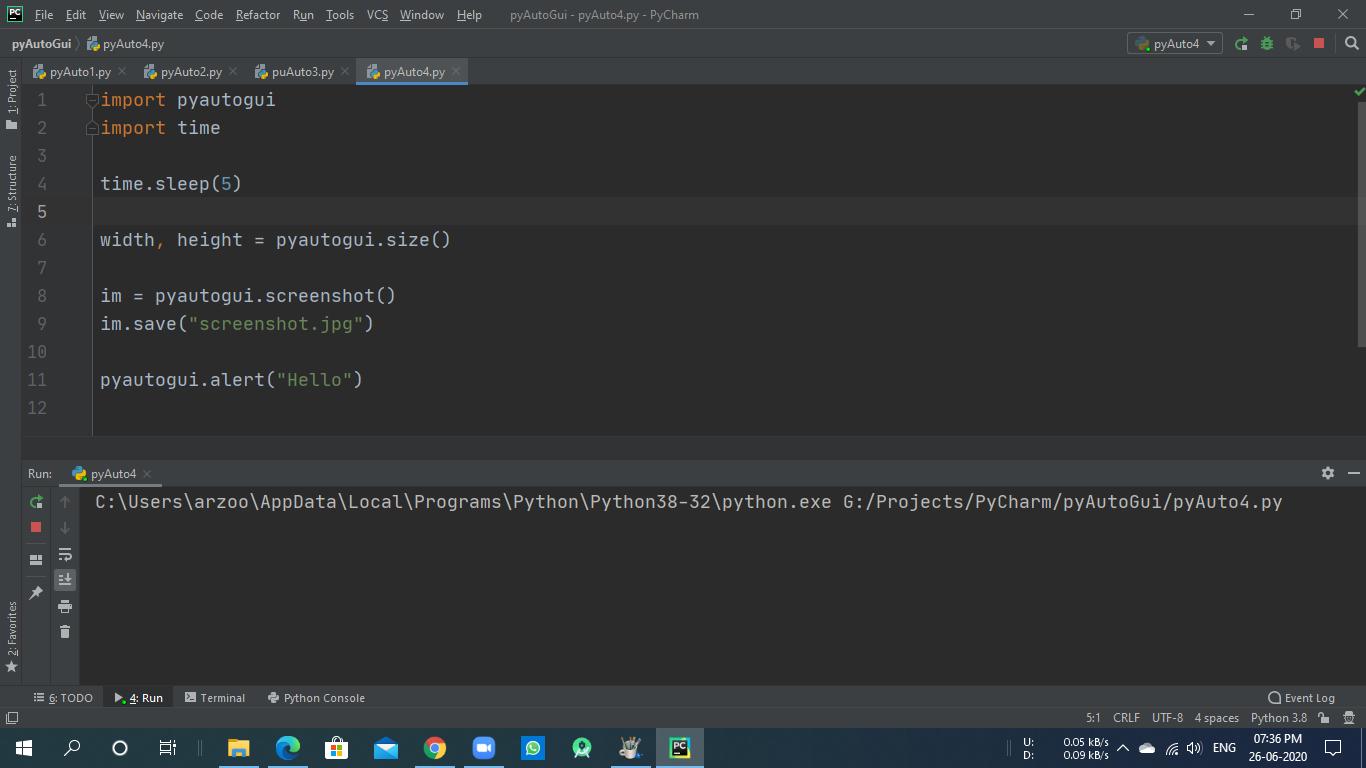 PC File Edit View Navigate Code Refactor Run Tools VCS Window Help pyAutoGui - pyAuto4.py - PyCharm
pyAutoGui pyAuto4.py pyAuto4
pyAuto1.py pyAuto2.py puAuto3.py pyAuto4.py
1: Project
7: Structure
1 import pyautogui
2 import time
3
4 time.sleep(5)
5
6 width, height = pyautogui.size()
7
8 im = pyautogui.screenshot()
9 im.save("screenshot.jpg")
10
11 pyautogui.alert("Hello")
12
Run: pyAuto4
C:\Users\arzoo\AppData\Local\Programs\Python\Python38-32\python.exe G:/Projects/PyCharm/pyAutoGui/pyAuto4.py
2: Favorites
6: TODO 4: Run Terminal Python Console Event Log
5:1 CRLF UTF-8 4 spaces Python 3.8
PC U: 0.05 kB/s ENG 07:36 PM
D: 0.09 kB/s 26-06-2020